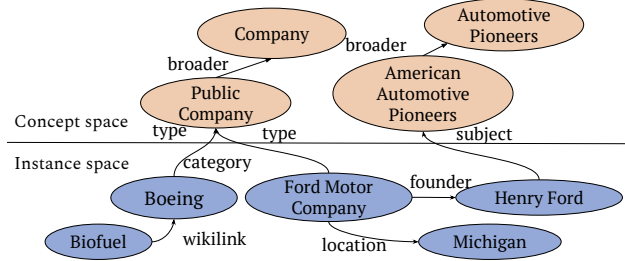 Automotive
Pioneers
Company
broader
broader
American
Automotive
Pioneers
Public
Company
Concept space
type
type
subject
Instance space
category
Boeing
Ford Motor
Company
founder
Henry Ford
Biofuel
wikilink
location
Michigan